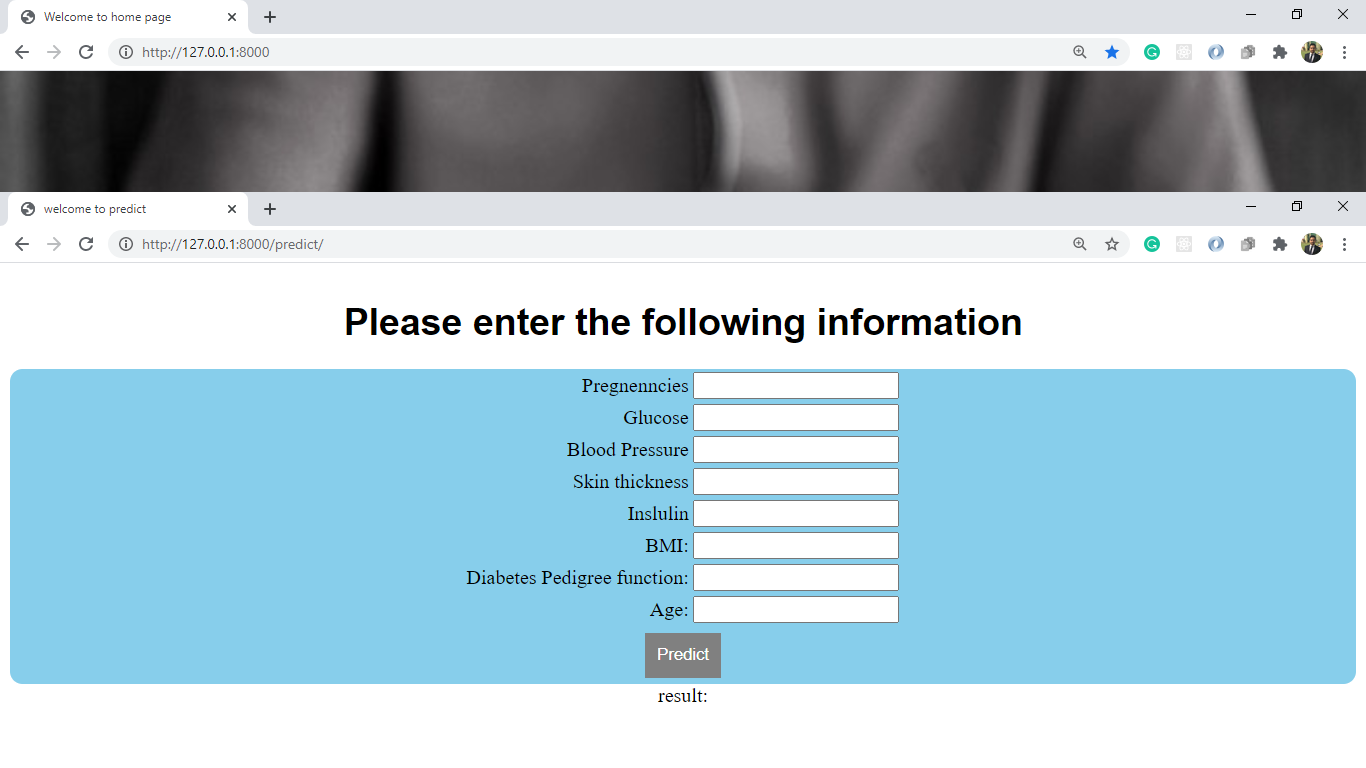 Welcome to home page
http://127.0.0.1:8000
welcome to predict
http://127.0.0.1:8000/predict/
Please enter the following information
Pregnenncies
Glucose
Blood Pressure
Skin thickness
Inslulin
BMI:
Diabetes Pedigree function:
Age:
Predict
result: